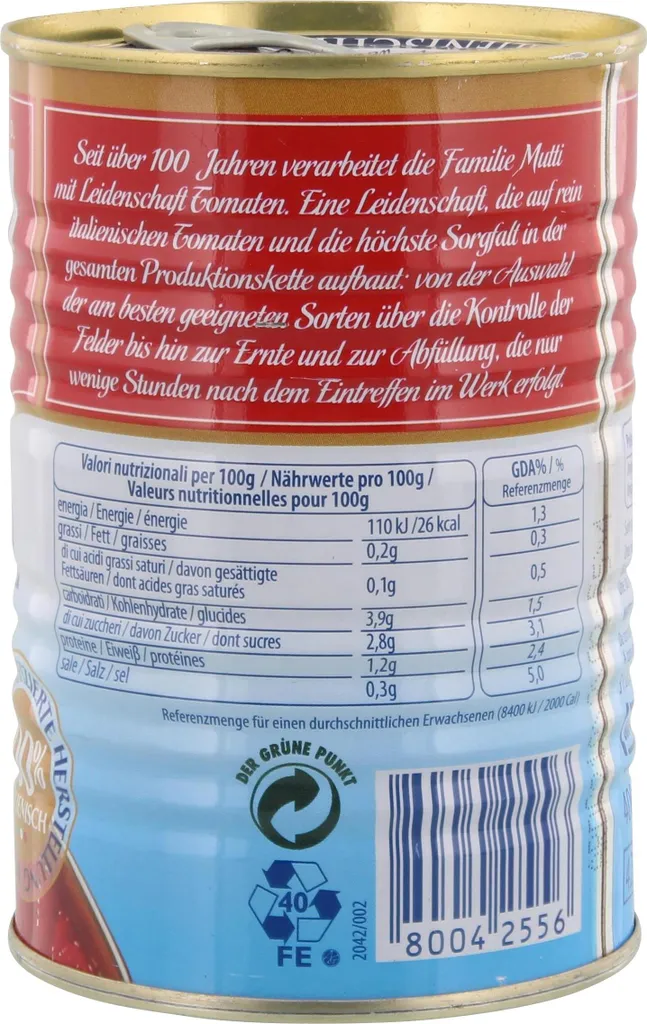 Seit über 100 Jahren verarbeitet die Familie Mutti
mit Leidenschaft Tomaten. Eine Leidenschaft, die auf rein
italienischen Tomaten und die höchste Sorgfalt in der
gesamten Produktionskette aufbaut: von der Auswahl
der am besten geeigneten Sorten über die Kontrolle der
Felder bis hin zur Ernte und zur Abfüllung, die nur
wenige Stunden nach dem Eintreffen im Werk erfolgt.
Valori nutrizionali per 100g / Nährwerte pro 100g /
Valeurs nutritionnelles pour 100g
GDA% / %
Referenzmenge
energia / Energie / énergie 110 kJ /26 kcal 1,3
grassi / Fett / graisses 0,2g 0,3
di cui acidi grassi saturi / davon gesättigte
Fettsäuren / dont acides gras saturés 0,1g 0,5
carboidrati / Kohlenhydrate / glucides 3,9g 1,5
di cui zuccheri / davon Zucker / dont sucres 2,8g 3,1
proteine / Eiweiß / protéines 1,2g 2,4
sale / Salz / sel 0,3g 5,0
Referenzmenge für einen durchschnittlichen Erwachsenen (8400 kJ / 2000 Cal)
DER GRÜNE PUNKT
40
FE
2042/002
8004 2556